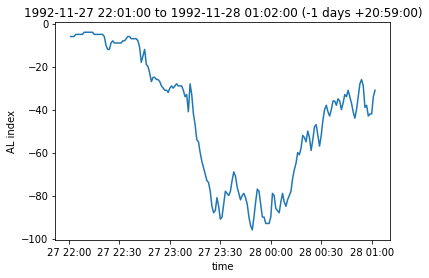 1992-11-27 22:01:00 to 1992-11-28 01:02:00 (-1 days +20:59:00)
0
−20
−40
−60
−80
−100
AL index
27 22:00 27 22:30 27 23:00 27 23:30 28 00:00 28 00:30 28 01:00
time